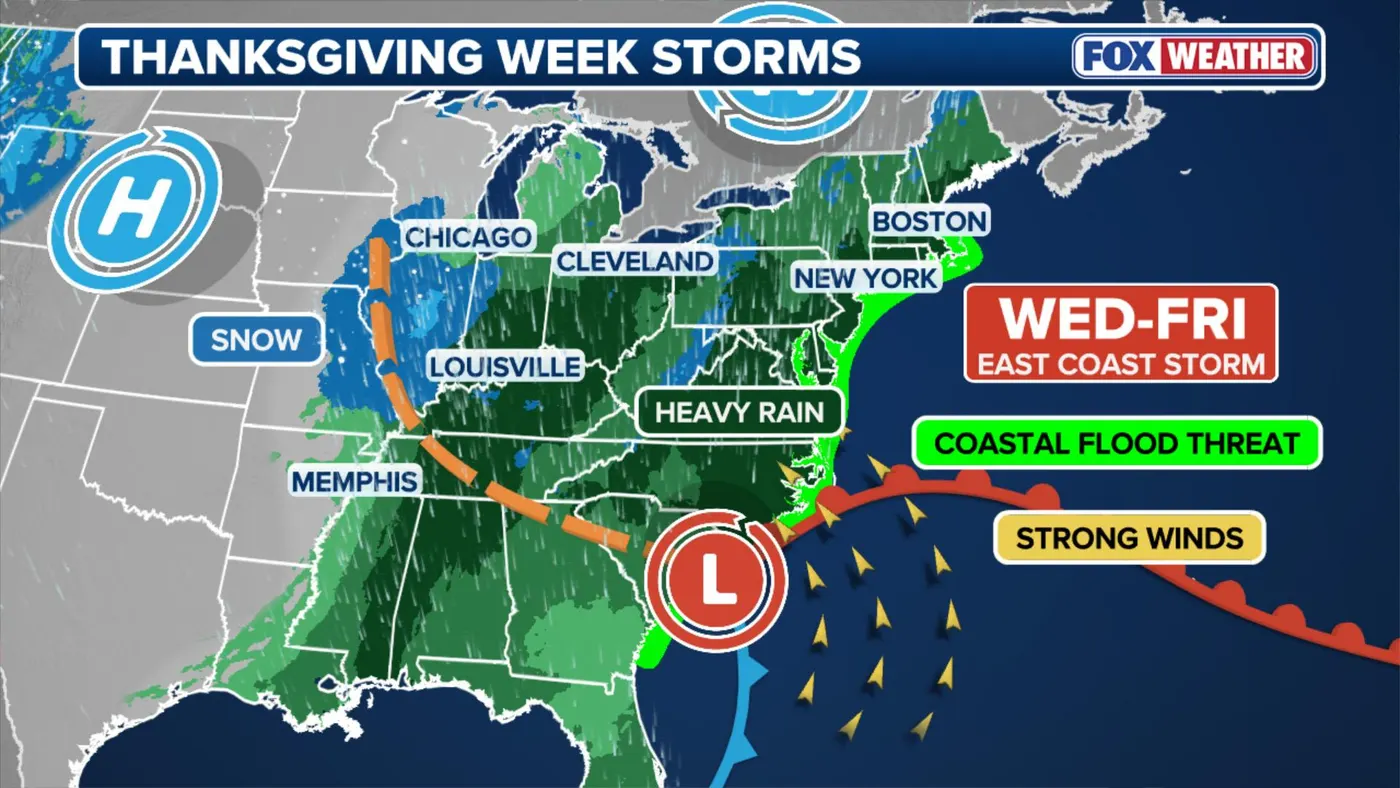 THANKSGIVING WEEK STORMS
FOX WEATHER
H
H
BOSTON
CHICAGO
CLEVELAND
NEW YORK
WED-FRI
EAST COAST STORM
SNOW
LOUISVILLE
HEAVY RAIN
COASTAL FLOOD THREAT
MEMPHIS
STRONG WINDS
L